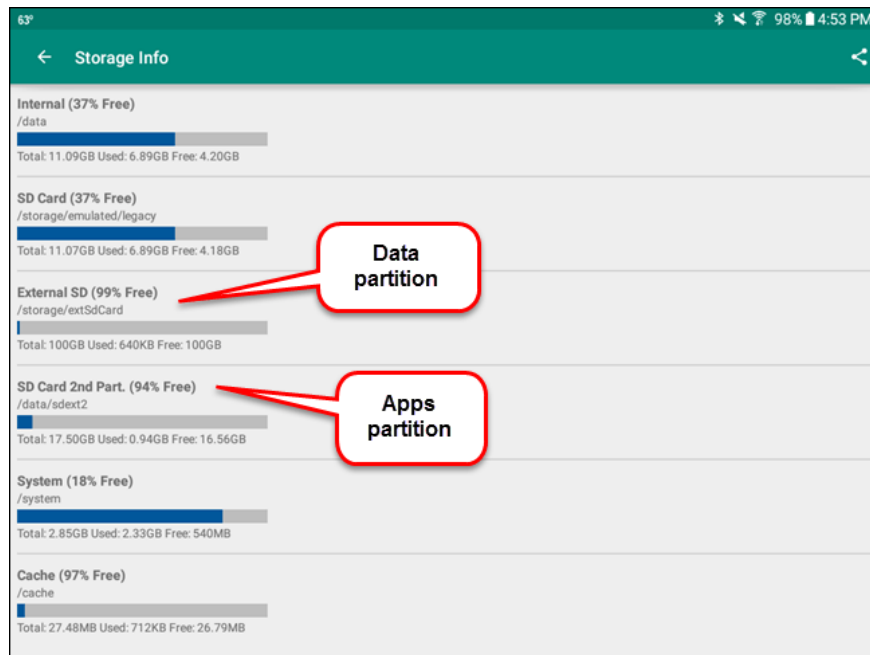 63°
98% 4:53 PM
Storage Info
Internal (37% Free)
/data
Total: 11.09GB Used: 6.89GB Free: 4.20GB
SD Card (37% Free)
/storage/emulated/legacy
Total: 11.07GB Used: 6.89GB Free: 4.18GB
Data
partition
External SD (99% Free)
/storage/extSdCard
Total: 100GB Used: 640KB Free: 100GB
SD Card 2nd Part. (94% Free)
/data/sdext2
Total: 17.50GB Used: 0.94GB Free: 16.56GB
Apps
partition
System (18% Free)
/system
Total: 2.85GB Used: 2.33GB Free: 540MB
Cache (97% Free)
/cache
Total: 27.48MB Used: 712KB Free: 26.79MB